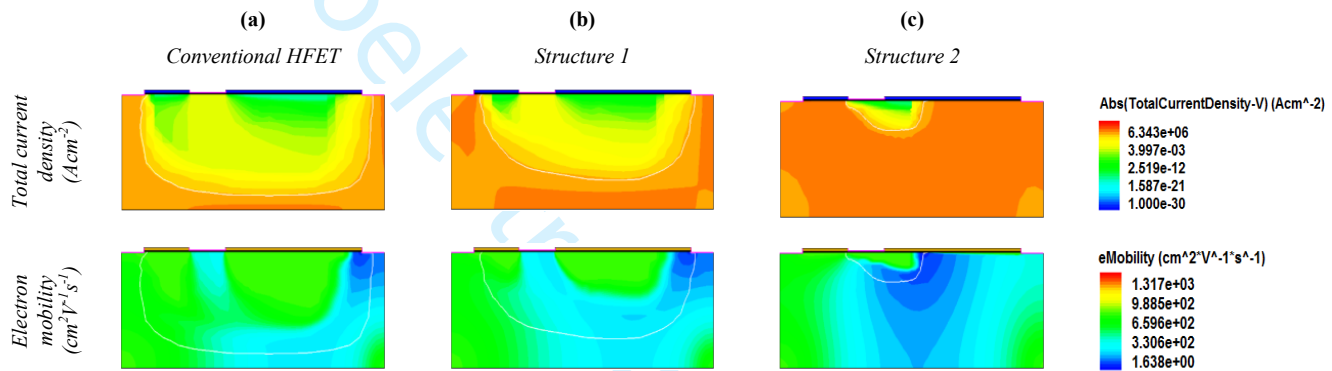 (a)
(b)
(c)
Conventional HFET
Structure 1
Structure 2
Total current
density
(Acm⁻²)
Abs(TotalCurrentDensity-V) (Acm^-2)
6.343e+06
3.997e-03
2.519e-12
1.587e-21
1.000e-30
Electron
mobility
(cm²V⁻¹s⁻¹)
eMobility (cm^2*V^-1*s^-1)
1.317e+03
9.885e+02
6.596e+02
3.306e+02
1.638e+00